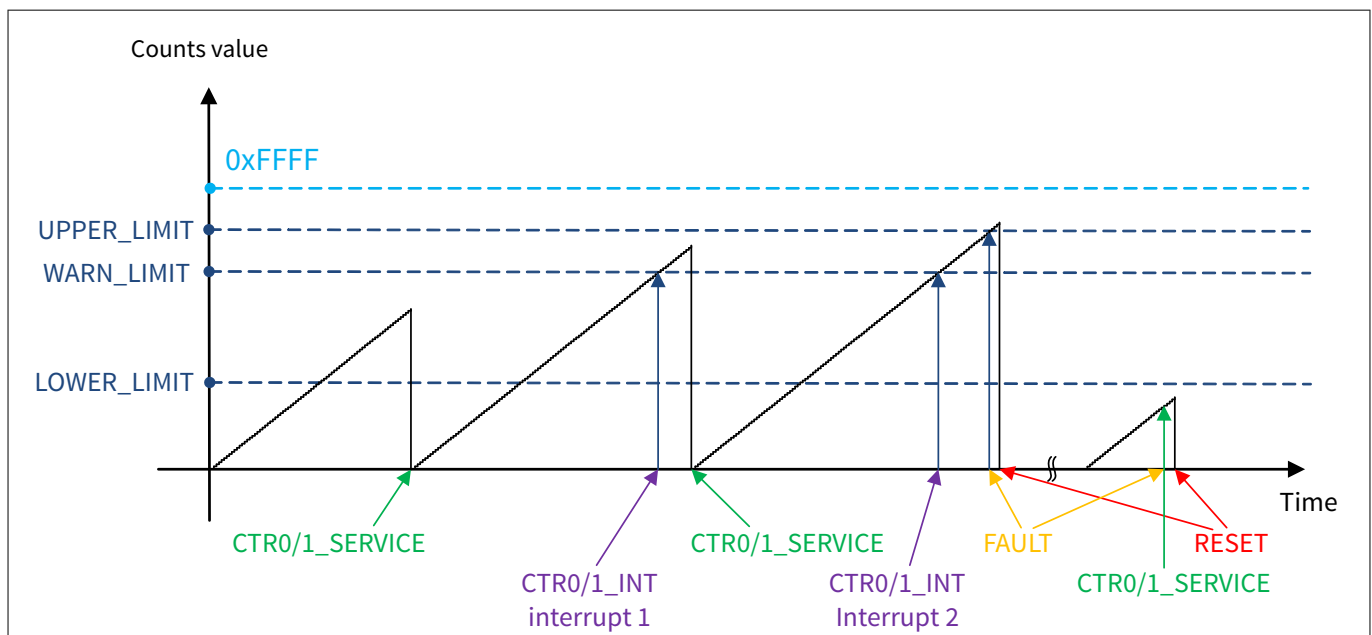 Counts value
0xFFFF
UPPER_LIMIT
WARN_LIMIT
LOWER_LIMIT
Time
CTR0/1_SERVICE
CTR0/1_SERVICE
FAULT
RESET
CTR0/1_INT
interrupt 1
CTR0/1_INT
Interrupt 2
CTR0/1_SERVICE